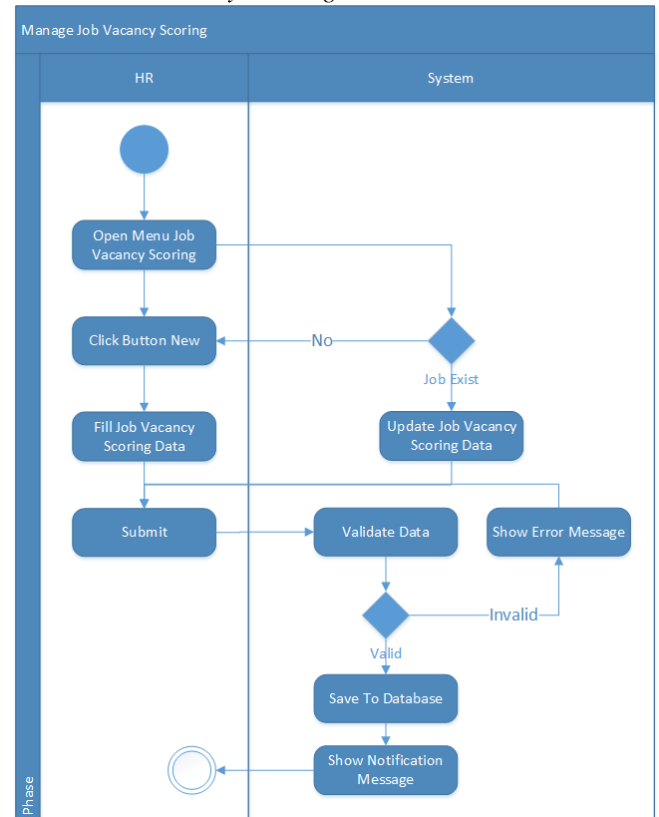 Manage Job Vacancy Scoring
HR
System
Open Menu Job
Vacancy Scoring
Click Button New
No
Job Exist
Fill Job Vacancy
Scoring Data
Update Job Vacancy
Scoring Data
Submit
Validate Data
Show Error Message
Invalid
Valid
Save To Database
Show Notification
Message
Phase